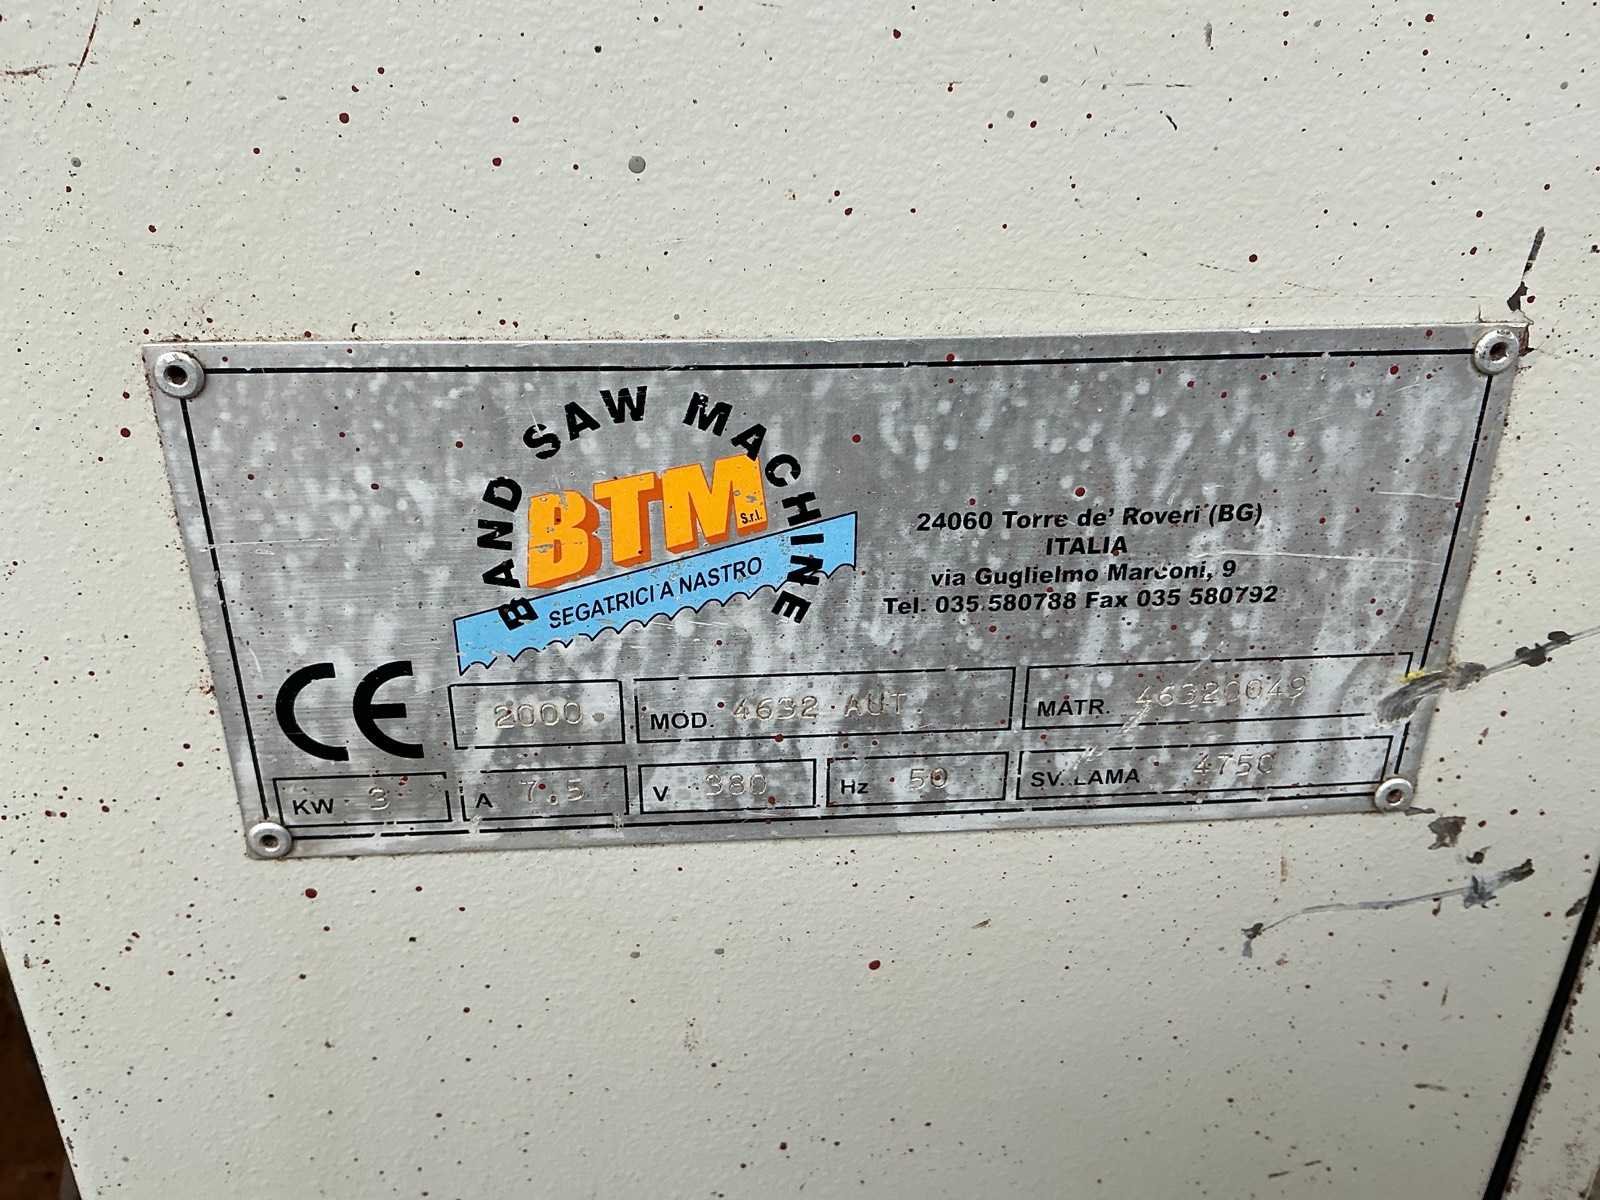 BAND SAW MACHINE
BTM S.r.l.
SEGATRICI A NASTRO
24060 Torre de' Roveri (BG)
ITALIA
via Guglielmo Marconi, 9
Tel. 035.580788 Fax 035 580792
CE 2000 MOD. 4632 AUT. MATR. 46320049
KW 3 A 7.5 V 380 Hz 50 SV. LAMA 4750